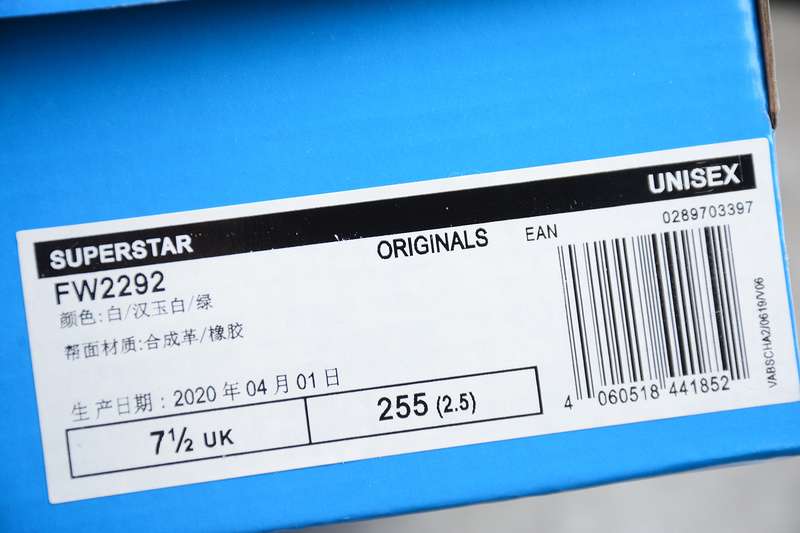 SUPERSTAR
UNISEX
FW2292
ORIGINALS
EAN
0289703397
颜色:白/汉玉白/绿
帮面材质:合成革/橡胶
生产日期:2020 年 04 月 01 日
7½ UK
255 (2.5)
4 060518 441852
VABSCHA2/0619/V06